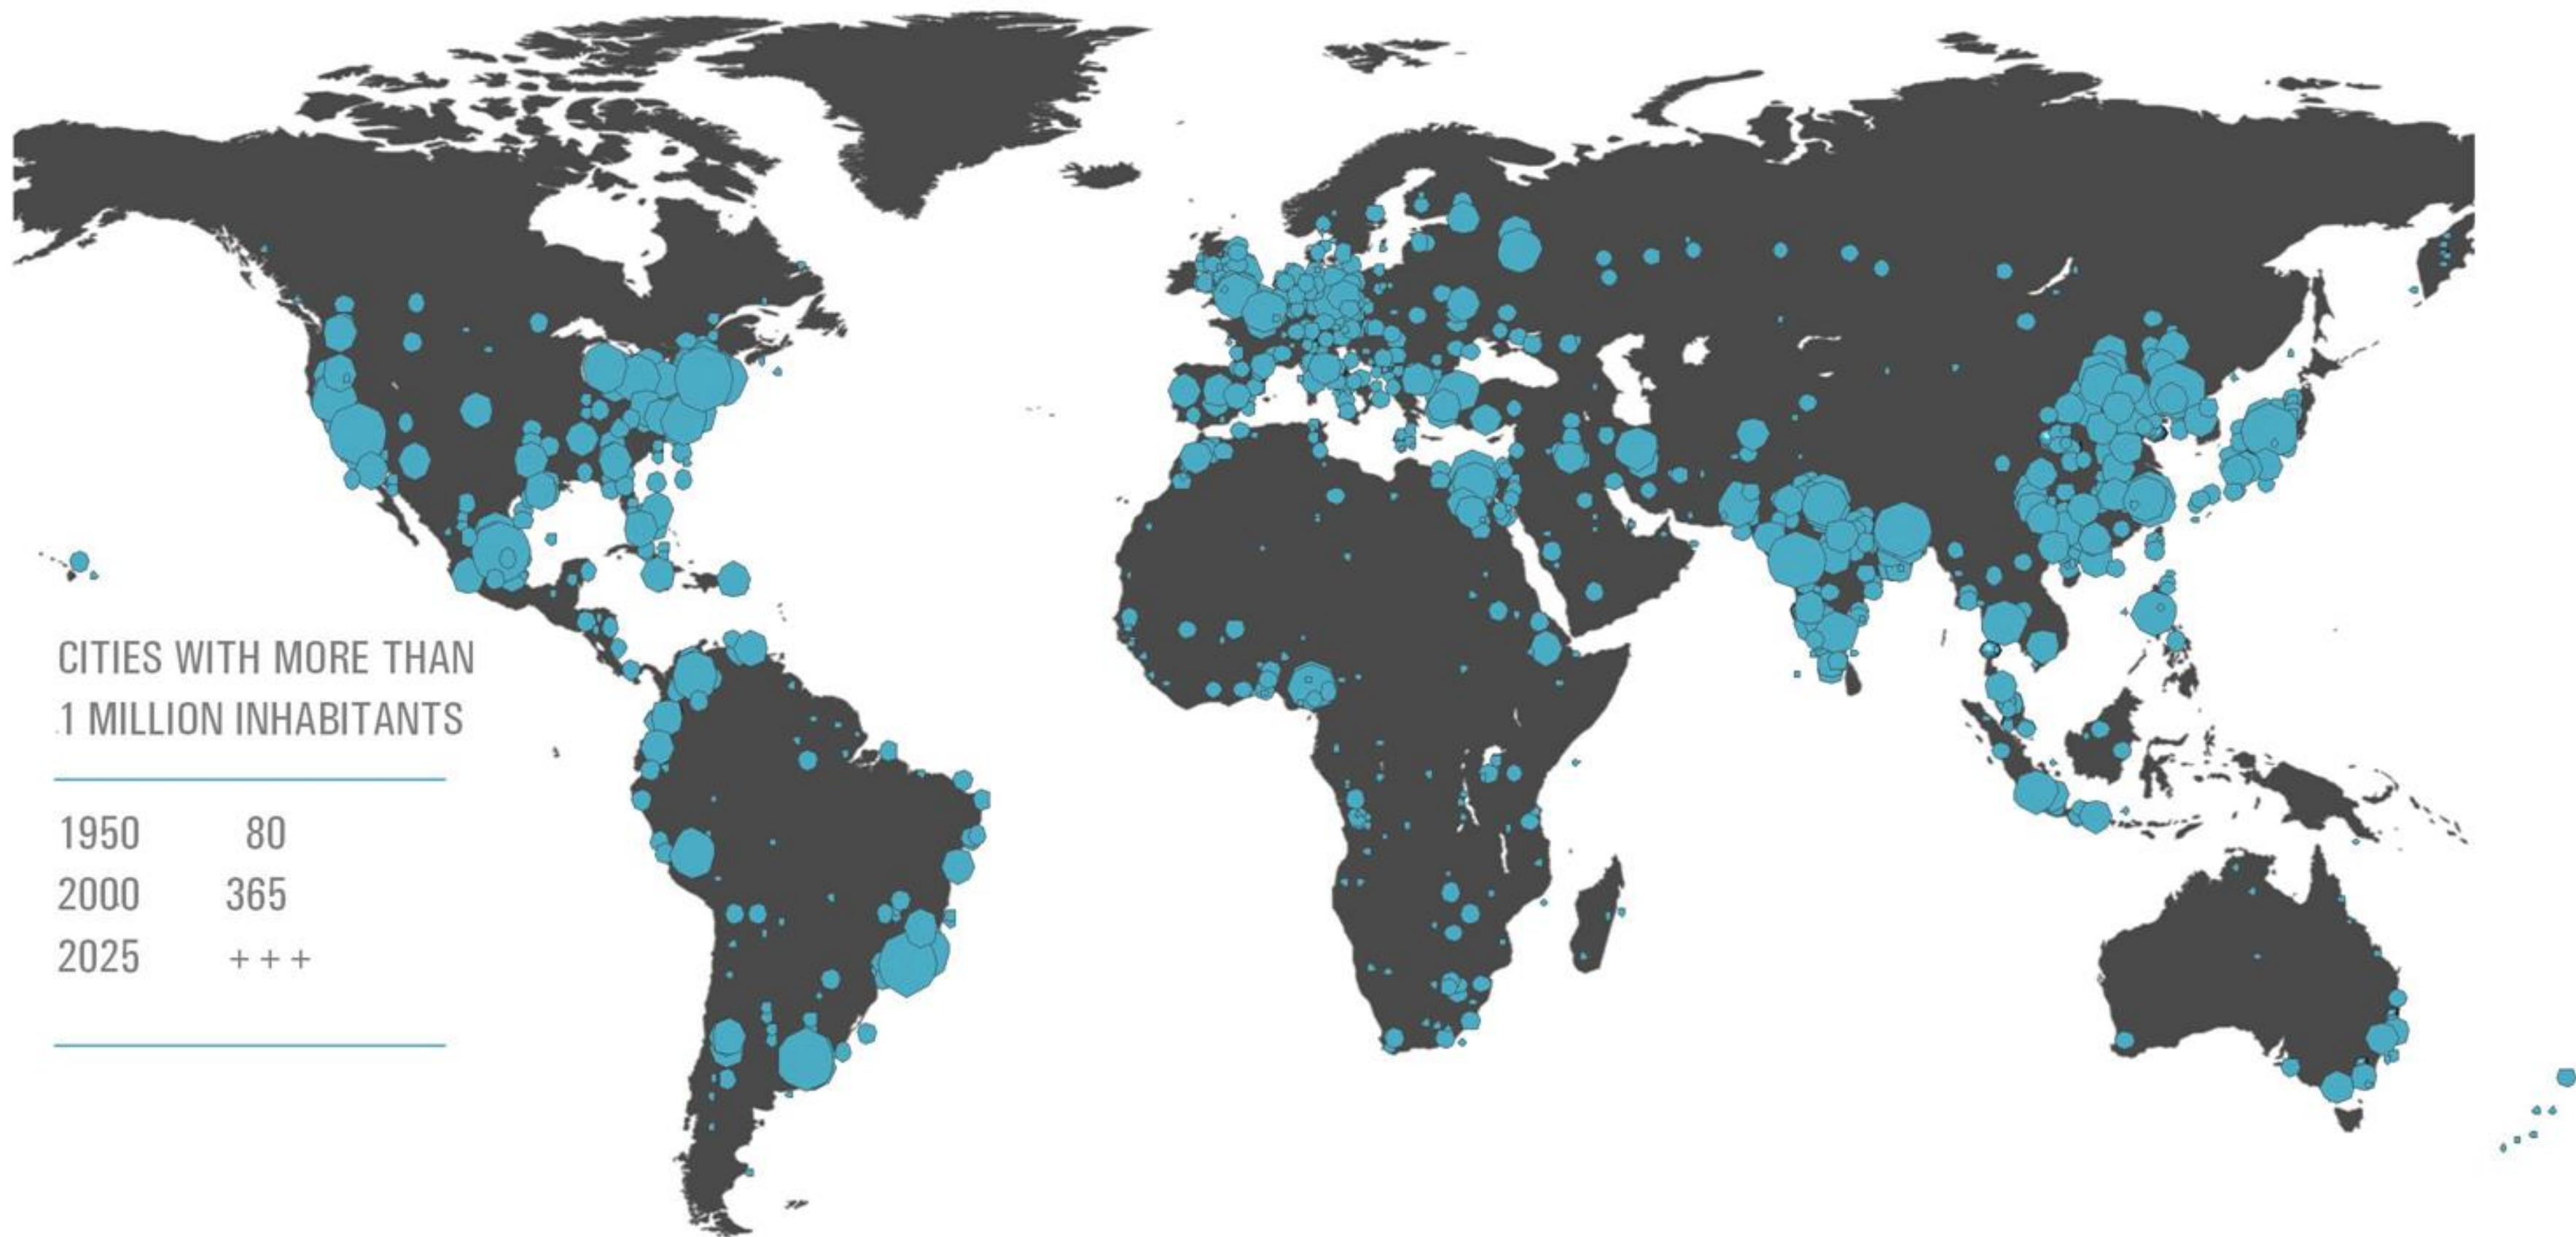 CITIES WITH MORE THAN
1 MILLION INHABITANTS
1950 80
2000 365
2025 +++